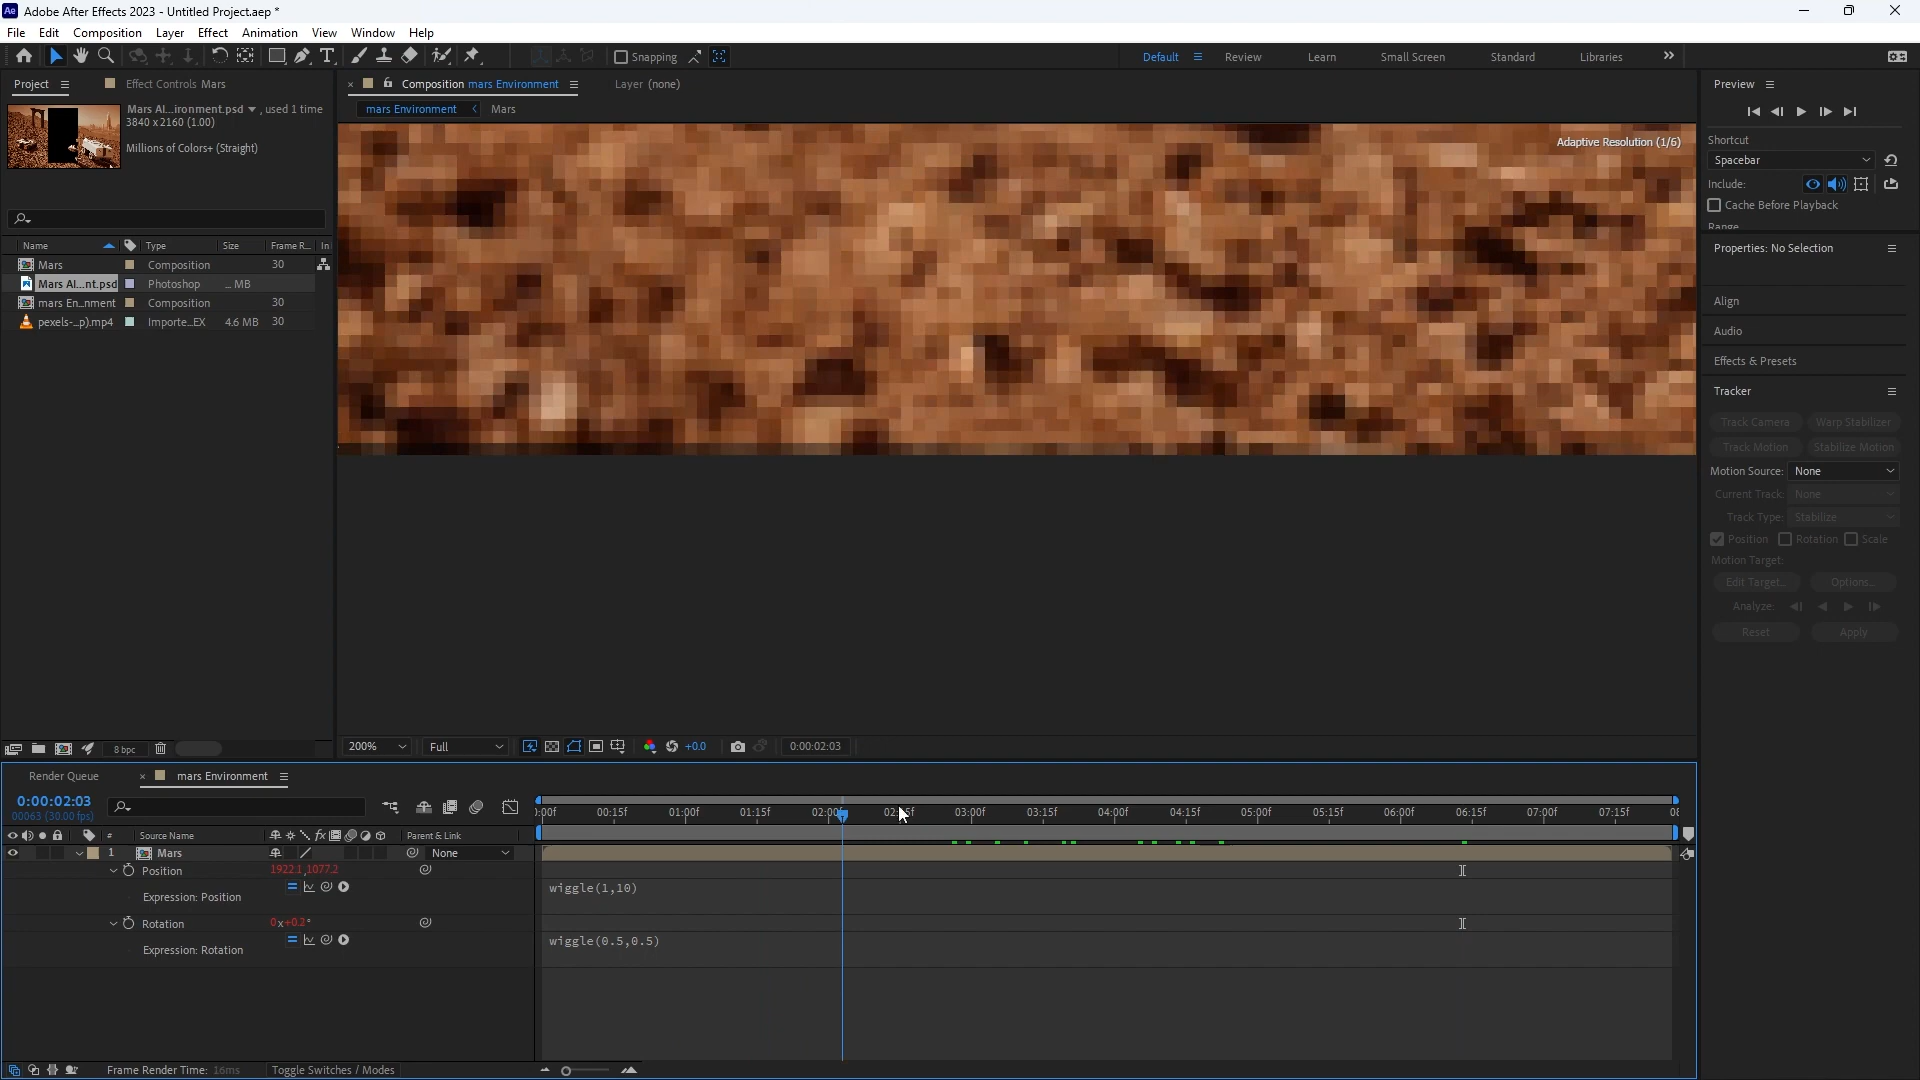 Adobe After Effects 2023 - Untitled Project.aep *
File Edit Composition Layer Effect Animation View Window Help
Snapping
Default Review Learn Small Screen Standard Libraries
Project Effect Controls Mars
Composition mars Environment Layer (none)
Preview
Mars Al...ironment.psd , used 1 time
3840 x 2160 (1.00)
Millions of Colors+ (Straight)
mars Environment Mars
Adaptive Resolution (1/6)
Shortcut
Spacebar
Include:
Cache Before Playback
Range
Name Type Size Frame R... In
Mars Composition 30
Mars Al...nt.psd Photoshop ... MB
mars En...nment Composition 30
pexels-...p).mp4 Importe...EX 4.6 MB 30
Properties: No Selection
Align
Audio
Effects & Presets
Tracker
Track Camera Warp Stabilizer
Track Motion Stabilize Motion
Motion Source: None
Current Track: None
Track Type: Stabilize
Position Rotation Scale
Motion Target:
Edit Target... Options...
Analyze:
Reset Apply
8 bpc
200% Full +0.0 0:00:02:03
Render Queue mars Environment
0:00:02:03
00063 (30.00 fps)
:00f 00:15f 01:00f 01:15f 02:00f 02:15f 03:00f 03:15f 04:00f 04:15f 05:00f 05:15f 06:00f 06:15f 07:00f 07:15f 08
# Source Name fx Parent & Link
1 Mars None
Position 1922.1,1077.2
Expression: Position wiggle(1,10)
Rotation 0x+0.2°
Expression: Rotation wiggle(0.5,0.5)
Frame Render Time: 16ms Toggle Switches / Modes